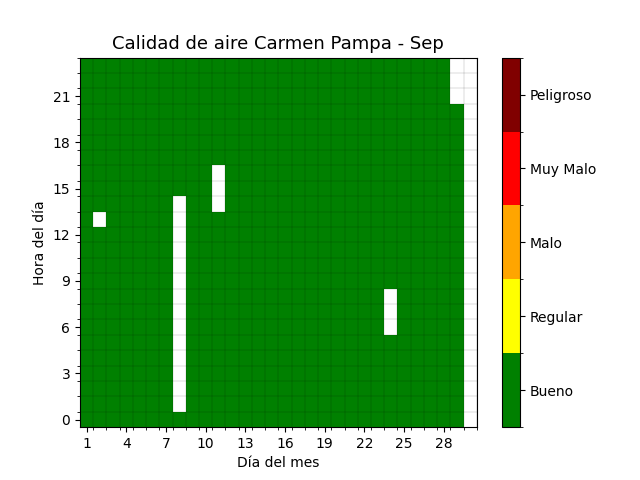 Calidad de aire Carmen Pampa - Sep
Hora del día
21
18
15
12
9
6
3
0
1 4 7 10 13 16 19 22 25 28
Día del mes
Peligroso
Muy Malo
Malo
Regular
Bueno